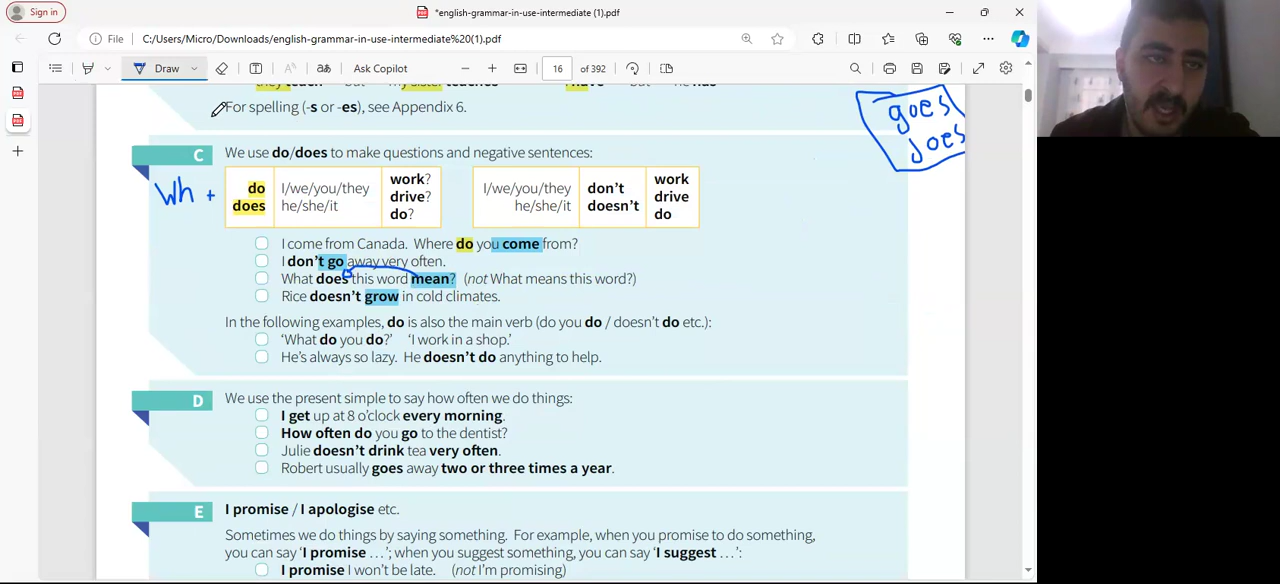 Sign in
*english-grammar-in-use-intermediate (1).pdf
File C:/Users/Micro/Downloads/english-grammar-in-use-intermediate%20(1).pdf
Draw Ask Copilot 16 of 392
For spelling (-s or -es), see Appendix 6.
goes
C We use do/does to make questions and negative sentences:
Wh +
do I/we/you/they work?
does he/she/it drive?
do?
I/we/you/they don't work
he/she/it doesn't drive
do
I come from Canada. Where do you come from?
I don't go away very often.
What does this word mean? (not What means this word?)
Rice doesn't grow in cold climates.
In the following examples, do is also the main verb (do you do / doesn't do etc.):
'What do you do?' 'I work in a shop.'
He's always so lazy. He doesn't do anything to help.
D We use the present simple to say how often we do things:
I get up at 8 o'clock every morning.
How often do you go to the dentist?
Julie doesn't drink tea very often.
Robert usually goes away two or three times a year.
E I promise / I apologise etc.
Sometimes we do things by saying something. For example, when you promise to do something,
you can say 'I promise …'; when you suggest something, you can say 'I suggest …':
I promise I won't be late. (not I'm promising)